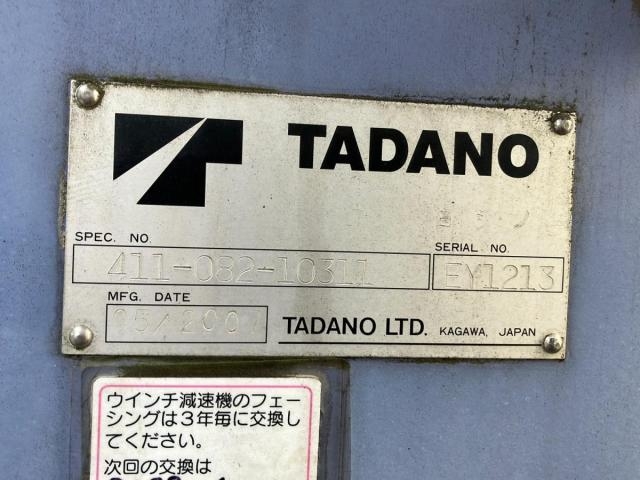 TADANO
SPEC. NO.
SERIAL NO.
411-082-10311
EY1213
MFG. DATE
TADANO LTD. KAGAWA, JAPAN
ウインチ減速機のフェー
シングは3年毎に交換し
てください。
次回の交換は